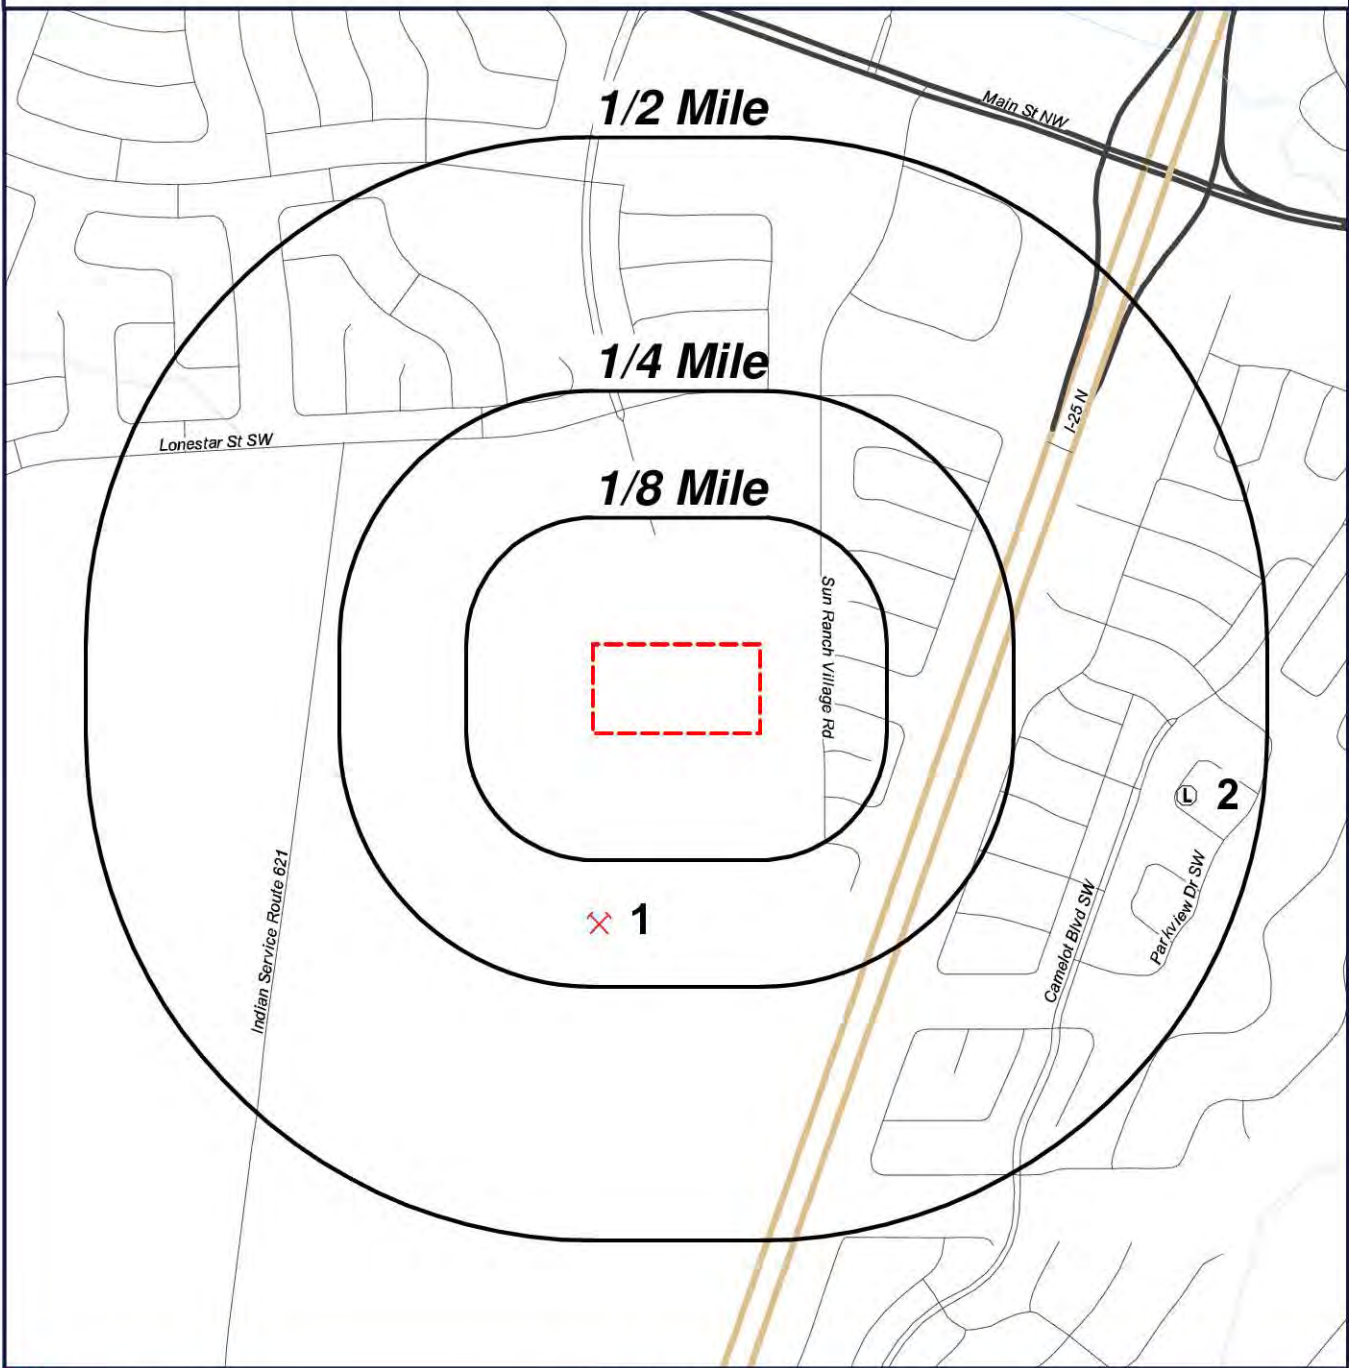 1/2 Mile
Main St NW
1/4 Mile
I-25 N
Lonestar St SW
1/8 Mile
Sun Ranch Village Rd
L 2
1
Indian Service Route 621
Camelot Blvd SW
Parkview Dr SW